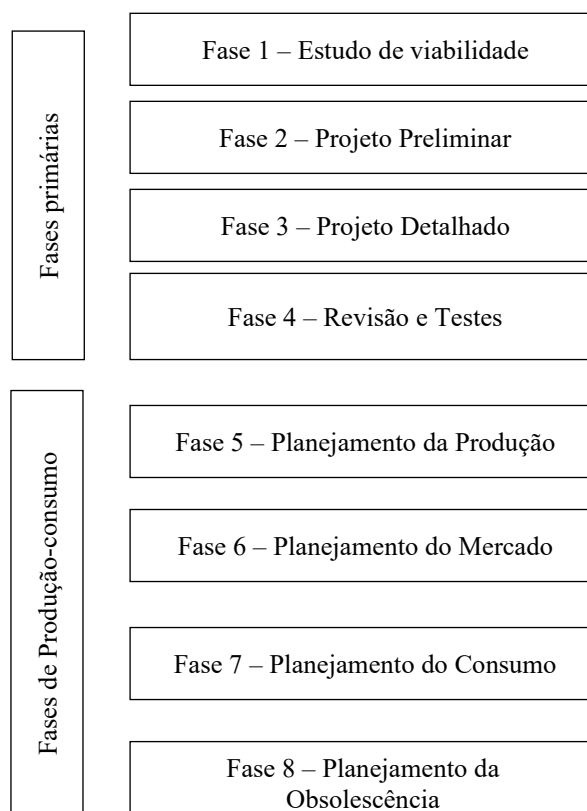 Fases primárias
Fase 1 – Estudo de viabilidade
Fase 2 – Projeto Preliminar
Fase 3 – Projeto Detalhado
Fase 4 – Revisão e Testes
Fases de Produção-consumo
Fase 5 – Planejamento da Produção
Fase 6 – Planejamento do Mercado
Fase 7 – Planejamento do Consumo
Fase 8 – Planejamento da
Obsolescência